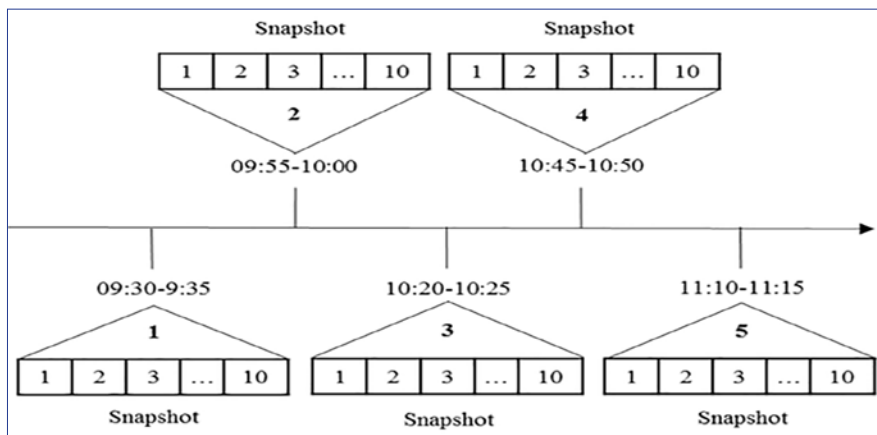 Snapshot Snapshot
1 2 3 ... 10 1 2 3 ... 10
2 4
09:55-10:00 10:45-10:50
09:30-9:35 10:20-10:25 11:10-11:15
1 3 5
1 2 3 ... 10 1 2 3 ... 10 1 2 3 ... 10
Snapshot Snapshot Snapshot